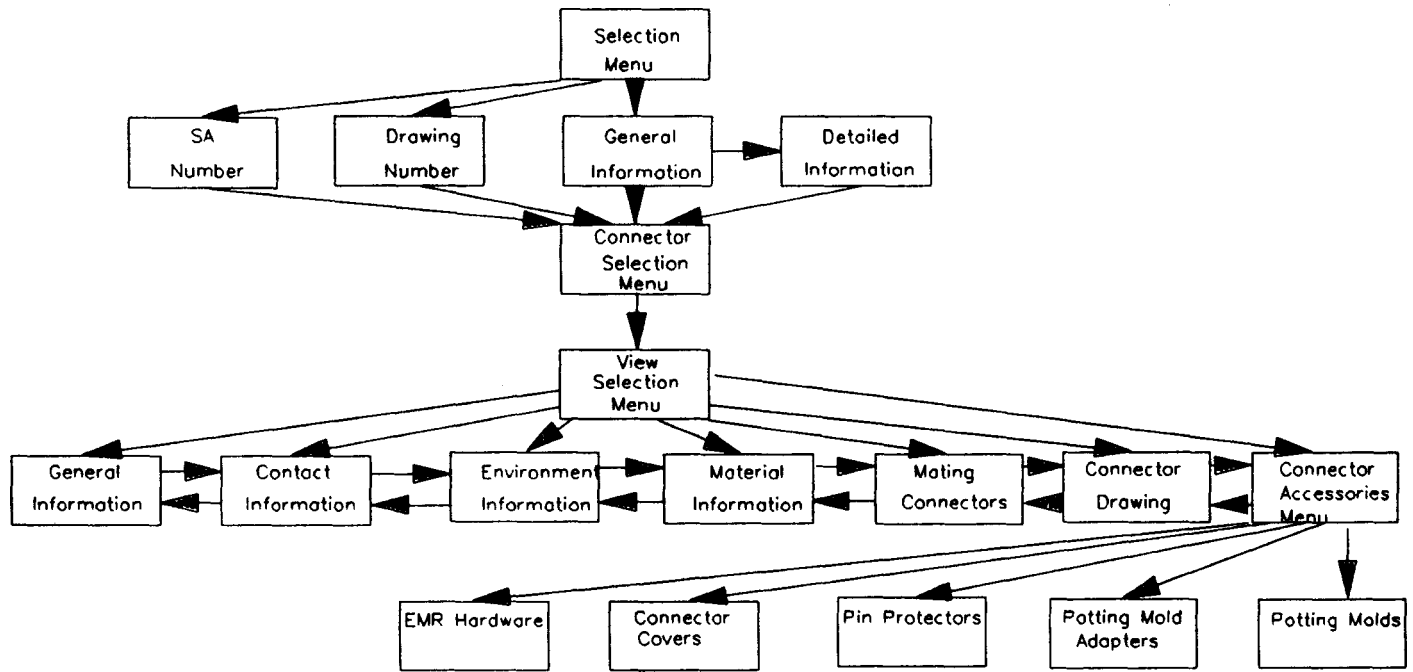 Selection
Menu
SA
Number
Drawing
Number
General
Information
Detailed
Information
Connector
Selection
Menu
View
Selection
Menu
General
Information
Contact
Information
Environment
Information
Material
Information
Mating
Connectors
Connector
Drawing
Connector
Accessories
Menu
EMR Hardware
Connector
Covers
Pin Protectors
Potting Mold
Adapters
Potting Molds